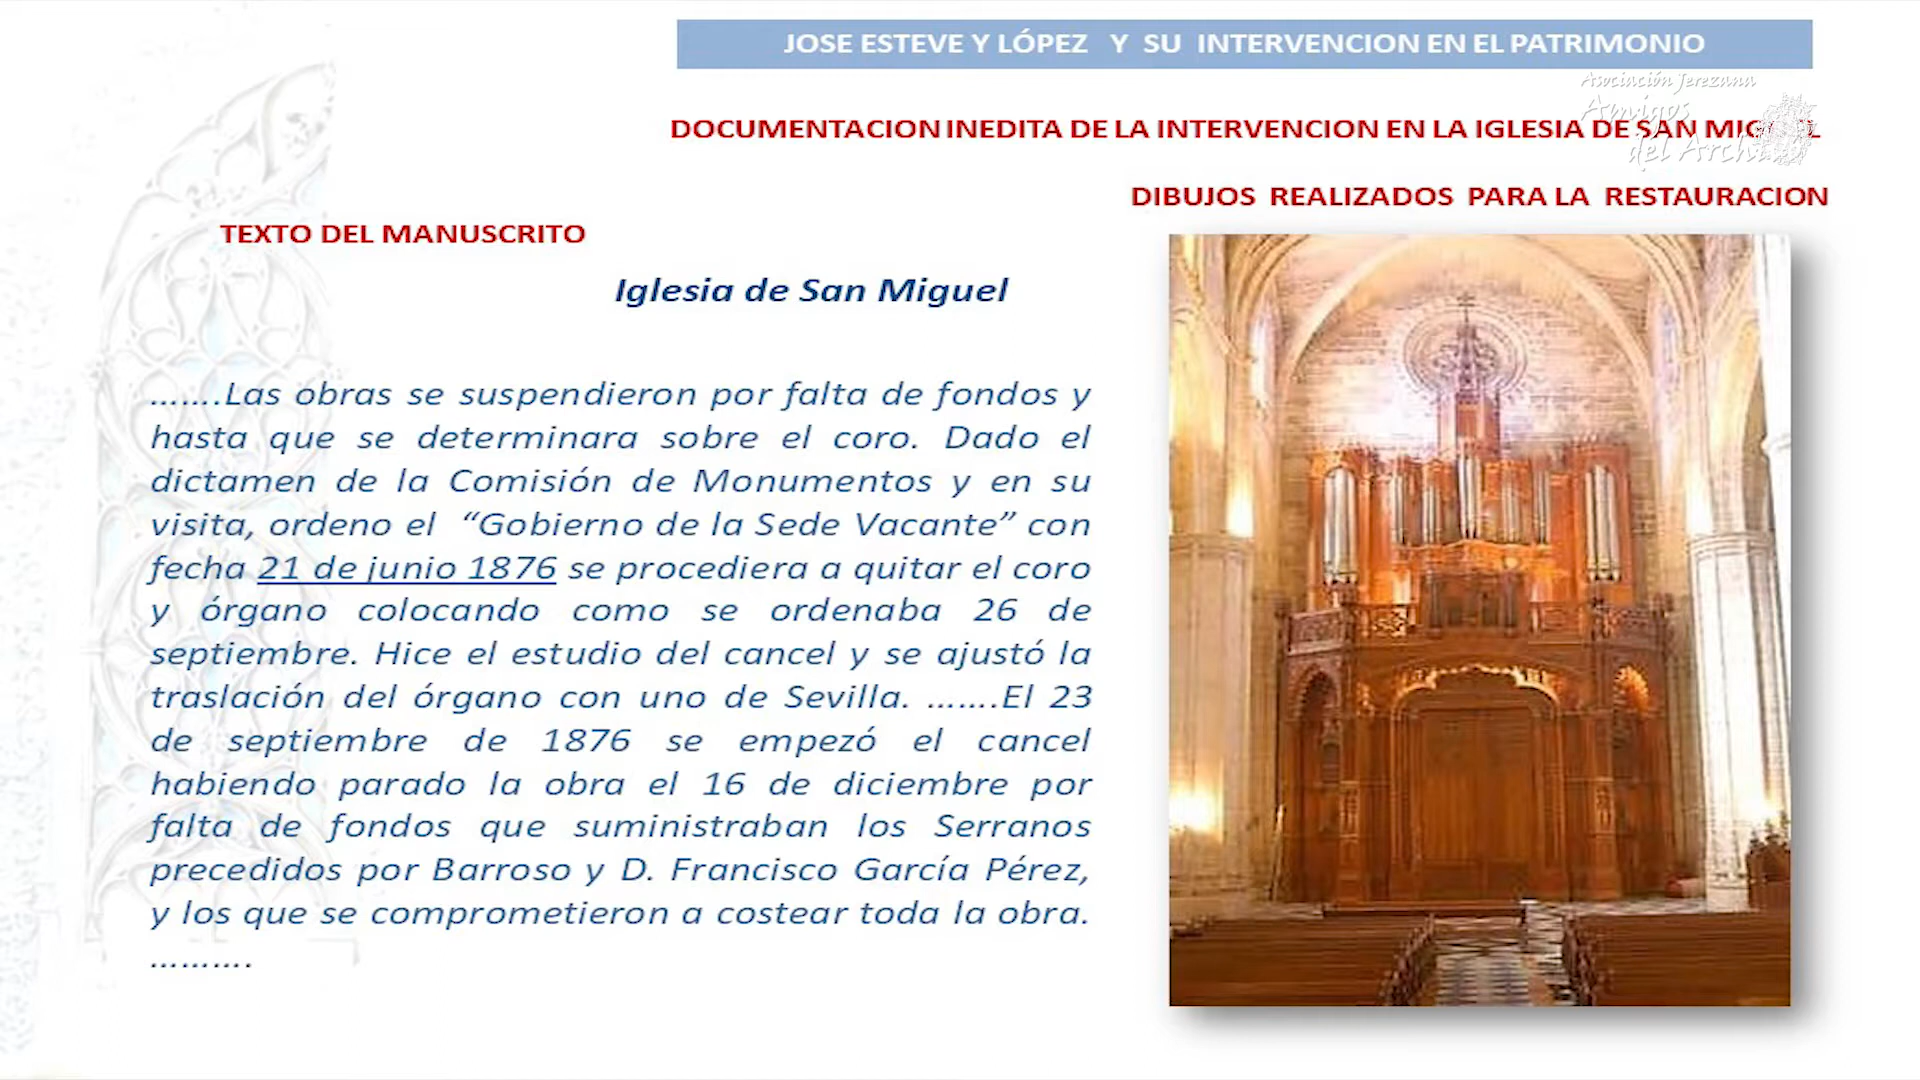 JOSE ESTEVE Y LÓPEZ Y SU INTERVENCION EN EL PATRIMONIO
Asociación Jerezana
Amigos
del
DOCUMENTACION INEDITA DE LA INTERVENCION EN LA IGLESIA DE SAN
DIBUJOS REALIZADOS PARA LA RESTAURACION
TEXTO DEL MANUSCRITO
Iglesia de San Miguel
…….Las obras se suspendieron por falta de fondos y
hasta que se determinara sobre el coro. Dado el
dictamen de la Comisión de Monumentos y en su
visita, ordeno el “Gobierno de la Sede Vacante” con
fecha 21 de junio 1876 se procediera a quitar el coro
y órgano colocando como se ordenaba 26 de
septiembre. Hice el estudio del cancel y se ajustó la
traslación del órgano con uno de Sevilla. …….El 23
de septiembre de 1876 se empezó el cancel
habiendo parado la obra el 16 de diciembre por
falta de fondos que suministraban los Serranos
precedidos por Barroso y D. Francisco García Pérez,
y los que se comprometieron a costear toda la obra.
……….